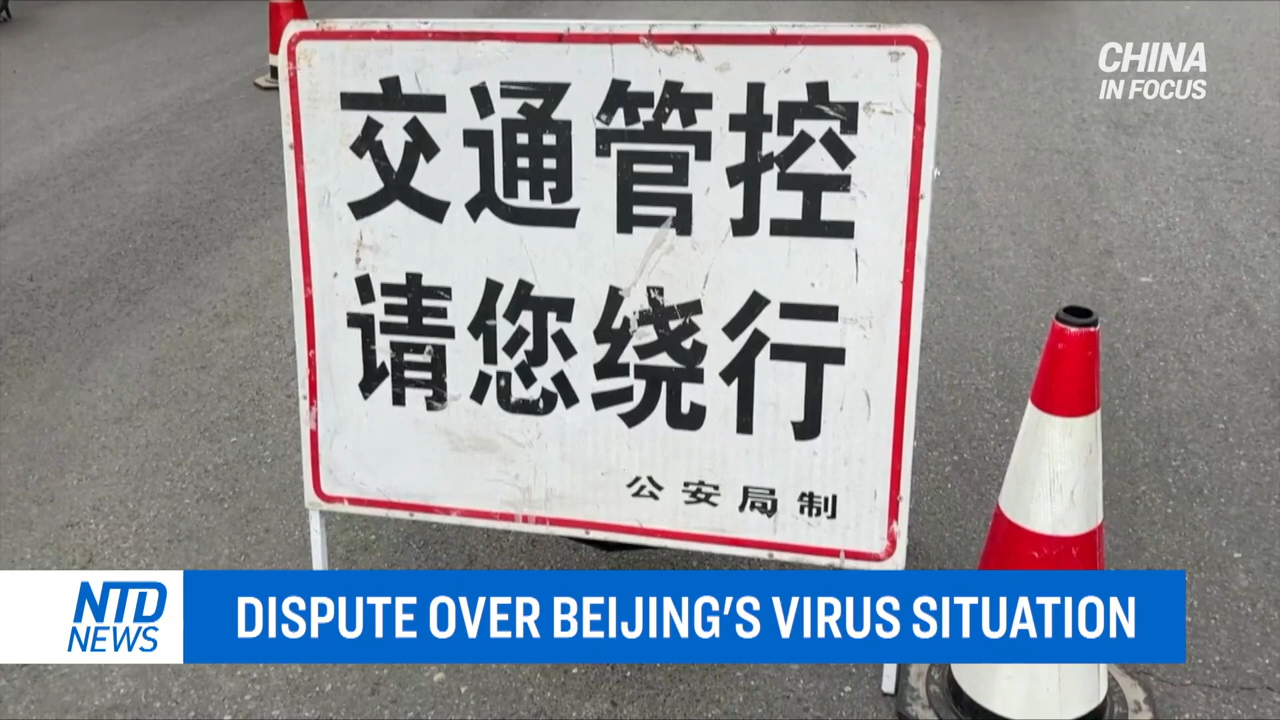 CHINA
IN FOCUS
交通管控
请您绕行
公安局制
NTD
NEWS
DISPUTE OVER BEIJING'S VIRUS SITUATION